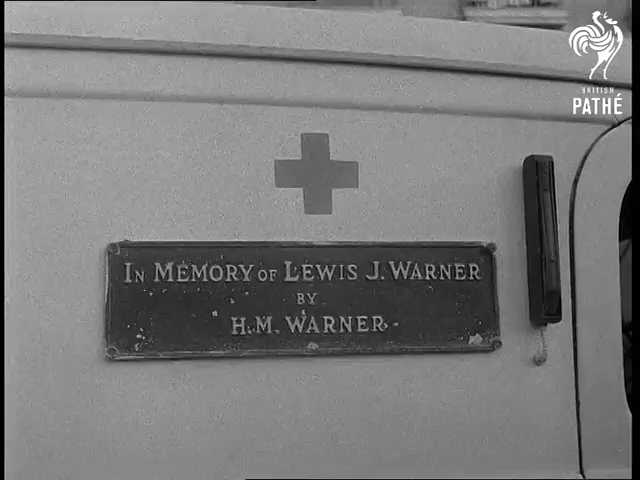 BRITISH
PATHÉ
IN MEMORY OF LEWIS J. WARNER
BY
H.M. WARNER